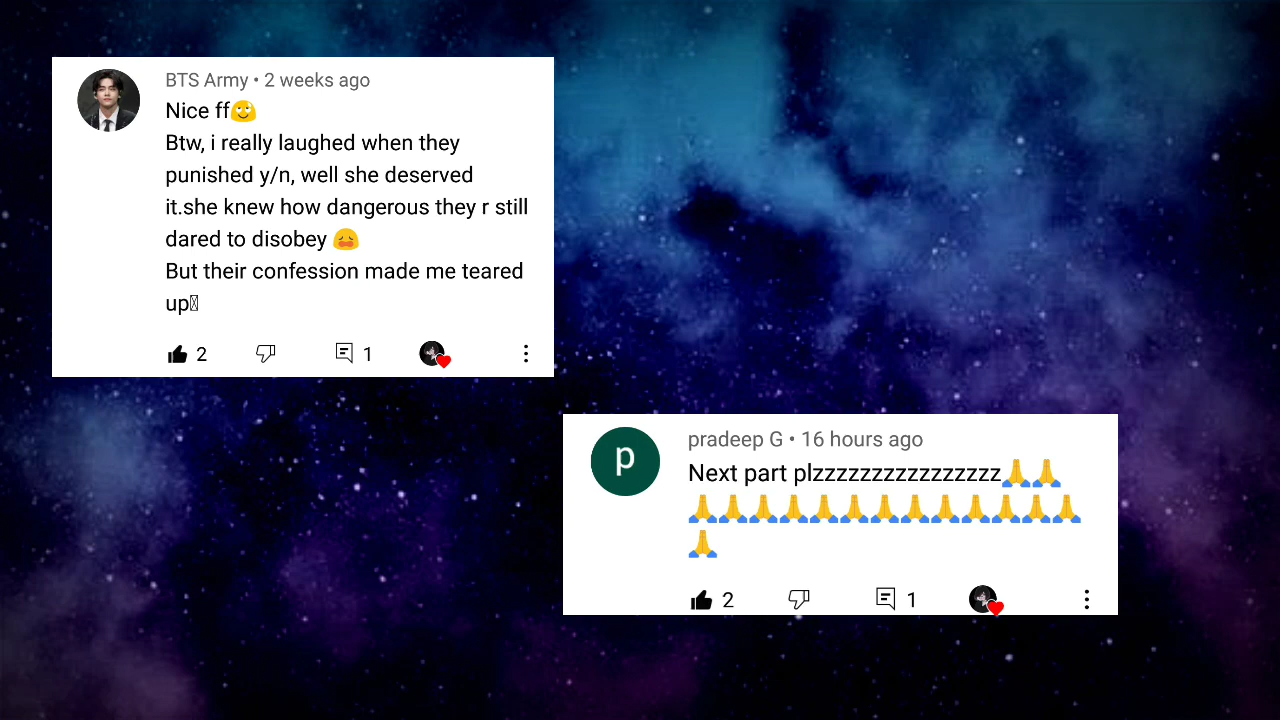 BTS Army • 2 weeks ago
Nice ff🙄
Btw, i really laughed when they
punished y/n, well she deserved
it.she knew how dangerous they r still
dared to disobey 😩
But their confession made me teared
up
2
1
p
pradeep G • 16 hours ago
Next part plzzzzzzzzzzzzzzzz🙏🙏
🙏🙏🙏🙏🙏🙏🙏🙏🙏🙏🙏🙏🙏
🙏
2
1